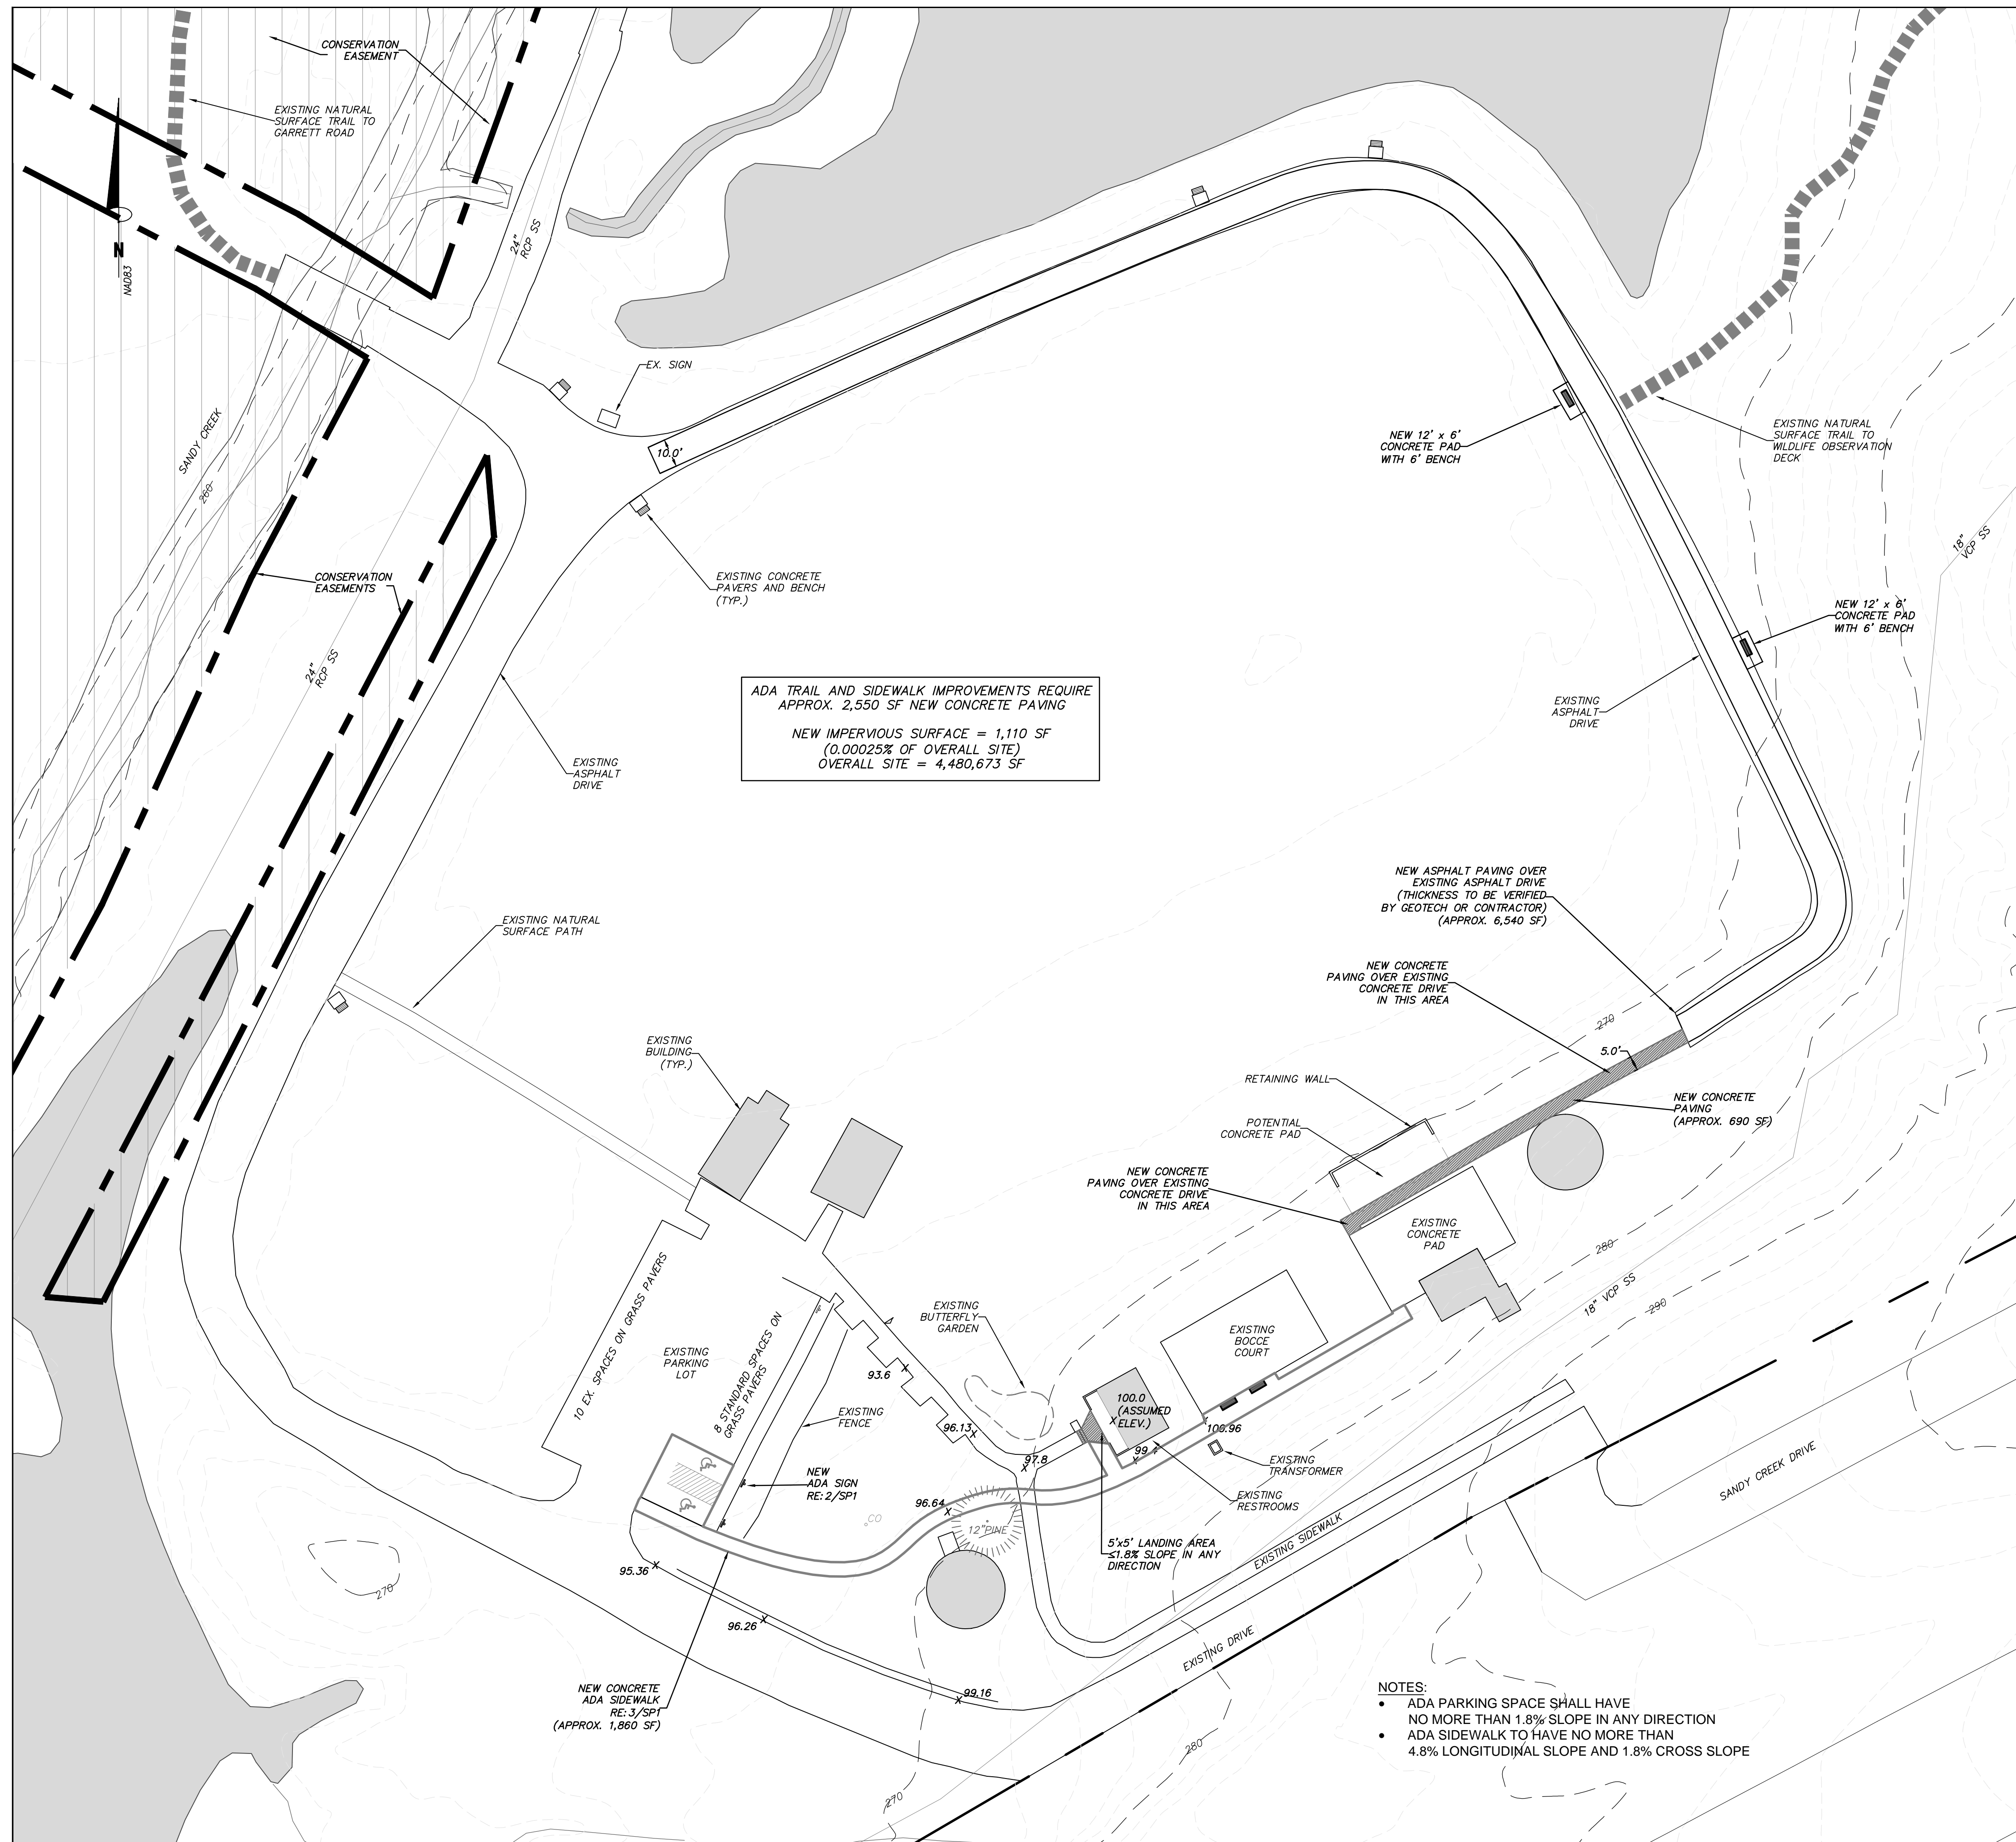 CONSERVATION
EASEMENT
EXISTING NATURAL
SURFACE TRAIL TO
GARRETT ROAD
N
NAD83
24"
RCP SS
EX. SIGN
10.0'
SANDY CREEK
260
NEW 12' x 6'
CONCRETE PAD
WITH 6' BENCH
EXISTING NATURAL
SURFACE TRAIL TO
WILDLIFE OBSERVATION
DECK
18"
VCP SS
CONSERVATION
EASEMENTS
EXISTING CONCRETE
PAVERS AND BENCH
(TYP.)
NEW 12' x 6'
CONCRETE PAD
WITH 6' BENCH
24"
RCP SS
ADA TRAIL AND SIDEWALK IMPROVEMENTS REQUIRE
APPROX. 2,550 SF NEW CONCRETE PAVING
NEW IMPERVIOUS SURFACE = 1,110 SF
(0.00025% OF OVERALL SITE)
OVERALL SITE = 4,480,673 SF
EXISTING
ASPHALT
DRIVE
EXISTING
ASPHALT
DRIVE
NEW ASPHALT PAVING OVER
EXISTING ASPHALT DRIVE
(THICKNESS TO BE VERIFIED
BY GEOTECH OR CONTRACTOR)
(APPROX. 6,540 SF)
EXISTING NATURAL
SURFACE PATH
NEW CONCRETE
PAVING OVER EXISTING
CONCRETE DRIVE
IN THIS AREA
270
5.0'
EXISTING
BUILDING
(TYP.)
RETAINING WALL
NEW CONCRETE
PAVING
(APPROX. 690 SF)
POTENTIAL
CONCRETE PAD
NEW CONCRETE
PAVING OVER EXISTING
CONCRETE DRIVE
IN THIS AREA
EXISTING
CONCRETE
PAD
280
18" VCP SS
290
10 EX. SPACES ON GRASS PAVERS
EXISTING
PARKING
LOT
8 STANDARD SPACES ON
GRASS PAVERS
EXISTING
BUTTERFLY
GARDEN
EXISTING
BOCCE
COURT
93.6
EXISTING
FENCE
96.13
100.0
(ASSUMED
ELEV.)
100.96
99.
97.8
EXISTING
TRANSFORMER
SANDY CREEK DRIVE
NEW
ADA SIGN
RE: 2/SP1
96.64
CO
12"PINE
EXISTING
RESTROOMS
5'x5' LANDING AREA
≤1.8% SLOPE IN ANY
DIRECTION
EXISTING SIDEWALK
95.36
270
96.26
EXISTING DRIVE
NEW CONCRETE
ADA SIDEWALK
RE: 3/SP1
(APPROX. 1,860 SF)
99.16
280
270
NOTES:
• ADA PARKING SPACE SHALL HAVE
NO MORE THAN 1.8% SLOPE IN ANY DIRECTION
• ADA SIDEWALK TO HAVE NO MORE THAN
4.8% LONGITUDINAL SLOPE AND 1.8% CROSS SLOPE